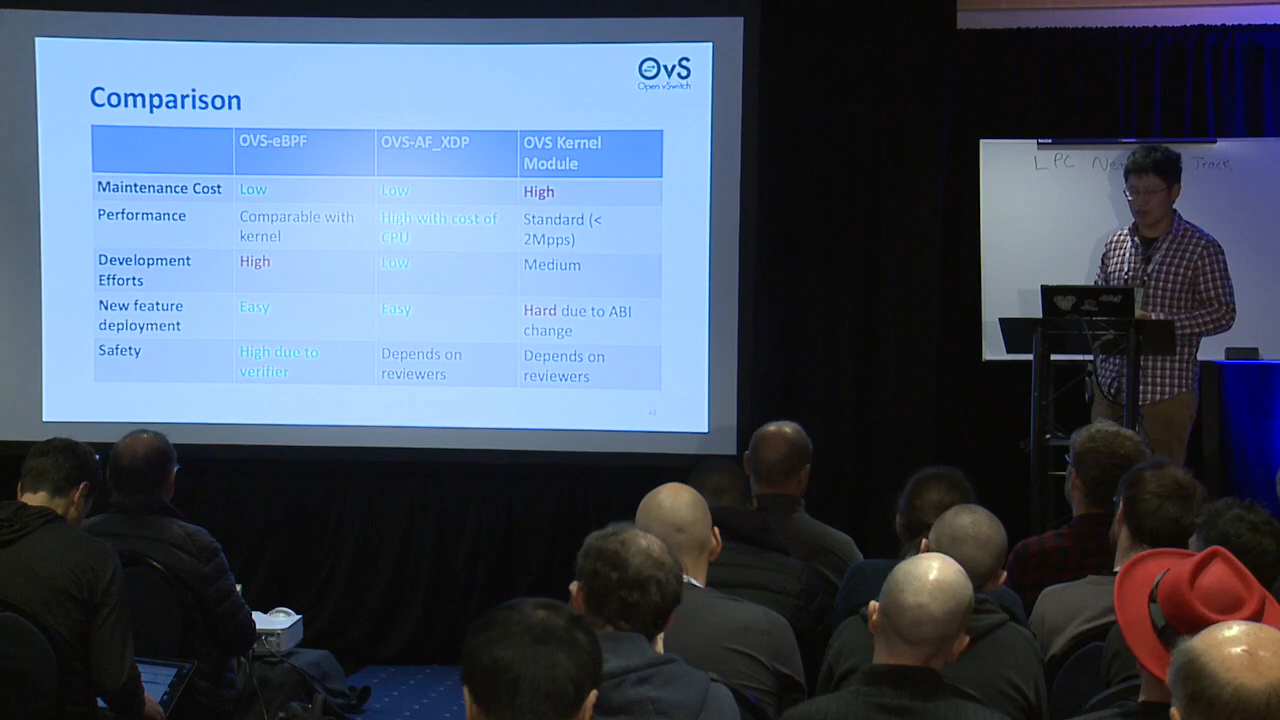 OvS
Open vSwitch
Comparison
OVS-eBPF OVS-AF_XDP OVS Kernel
Module
Maintenance Cost Low Low High
Performance Comparable with High with cost of Standard (<
kernel CPU 2Mpps)
Development High Low Medium
Efforts
New feature Easy Easy Hard due to ABI
deployment change
Safety High due to Depends on Depends on
verifier reviewers reviewers
LPC Track